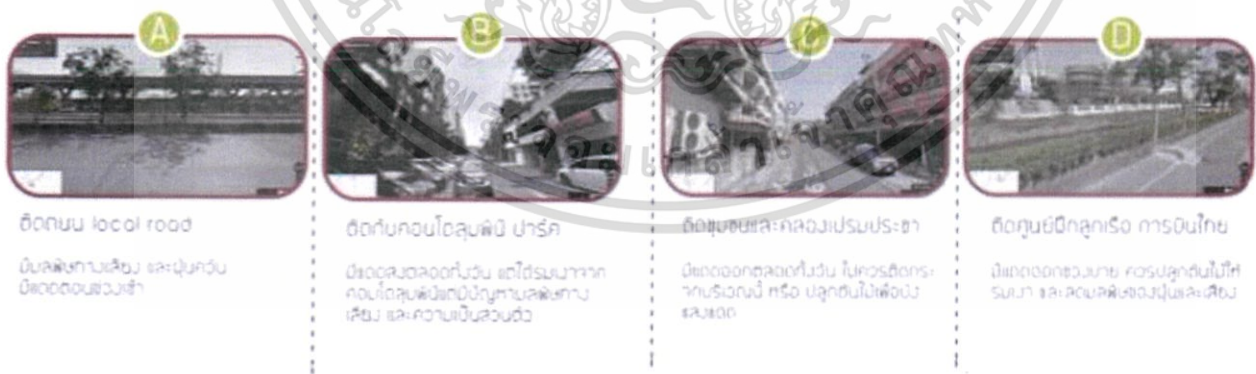 A
B
C
D
ติดถนน local road
มีมลพิษทางเสียง และฝุ่นควัน
มีแดดตอนช่วงเช้า
ติดกับคอนโดลุมพินี ปาร์ค
มีแดดส่งตลอดทั้งวัน แต่ได้ร่มเงาจาก
คอนโดลุมพินีแต่มีปัญหามลพิษทาง
เสียง และความเป็นส่วนตัว
ติดชุมชนและคลองเปรมประชา
มีแดดออกตลอดทั้งวัน ไม่ควรติดกระ
จกบริเวณนี้ หรือ ปลูกต้นไม้เพื่อบัง
แสงแดด
ติดศูนย์ฝึกลูกเรือ การบินไทย
มีแดดออกช่วงบ่าย ควรปลูกต้นไม้ให้
ร่มเงา และลดมลพิษของฝุ่นและเสียง